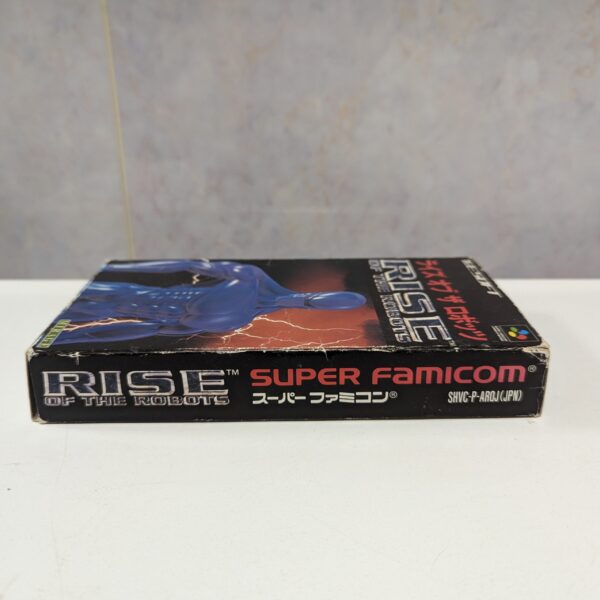 ライズ オブ ザ ロボッツ
RISE
OF THE ROBOTS
RISE™
OF THE ROBOTS
SUPER FAMICOM®
スーパーファミコン®
SHVC-P-AROJ(JPN)